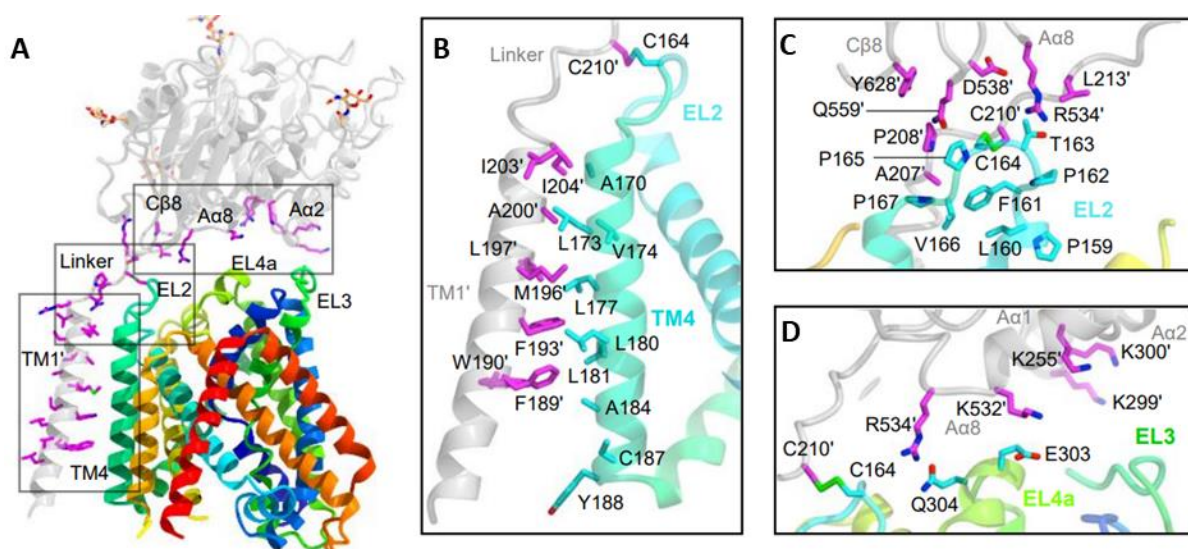 A
Cβ8
Aα8
Aα2
Linker
EL4a
EL2
EL3
TM1'
TM4
B
Linker
C164
C210'
EL2
I203'
I204'
A170
A200'
L173
V174
L197'
TM1'
M196'
L177
TM4
F193'
L180
W190'
L181
F189'
A184
C187
Y188
C
Cβ8
Aα8
Y628'
D538'
L213'
Q559'
C210'
R534'
P208'
T163
P165
C164
A207'
P162
P167
F161
EL2
V166
L160
P159
D
Aα1
Aα2
K255'
K300'
R534'
K532'
K299'
Aα8
C210'
EL3
C164
E303
Q304
EL4a